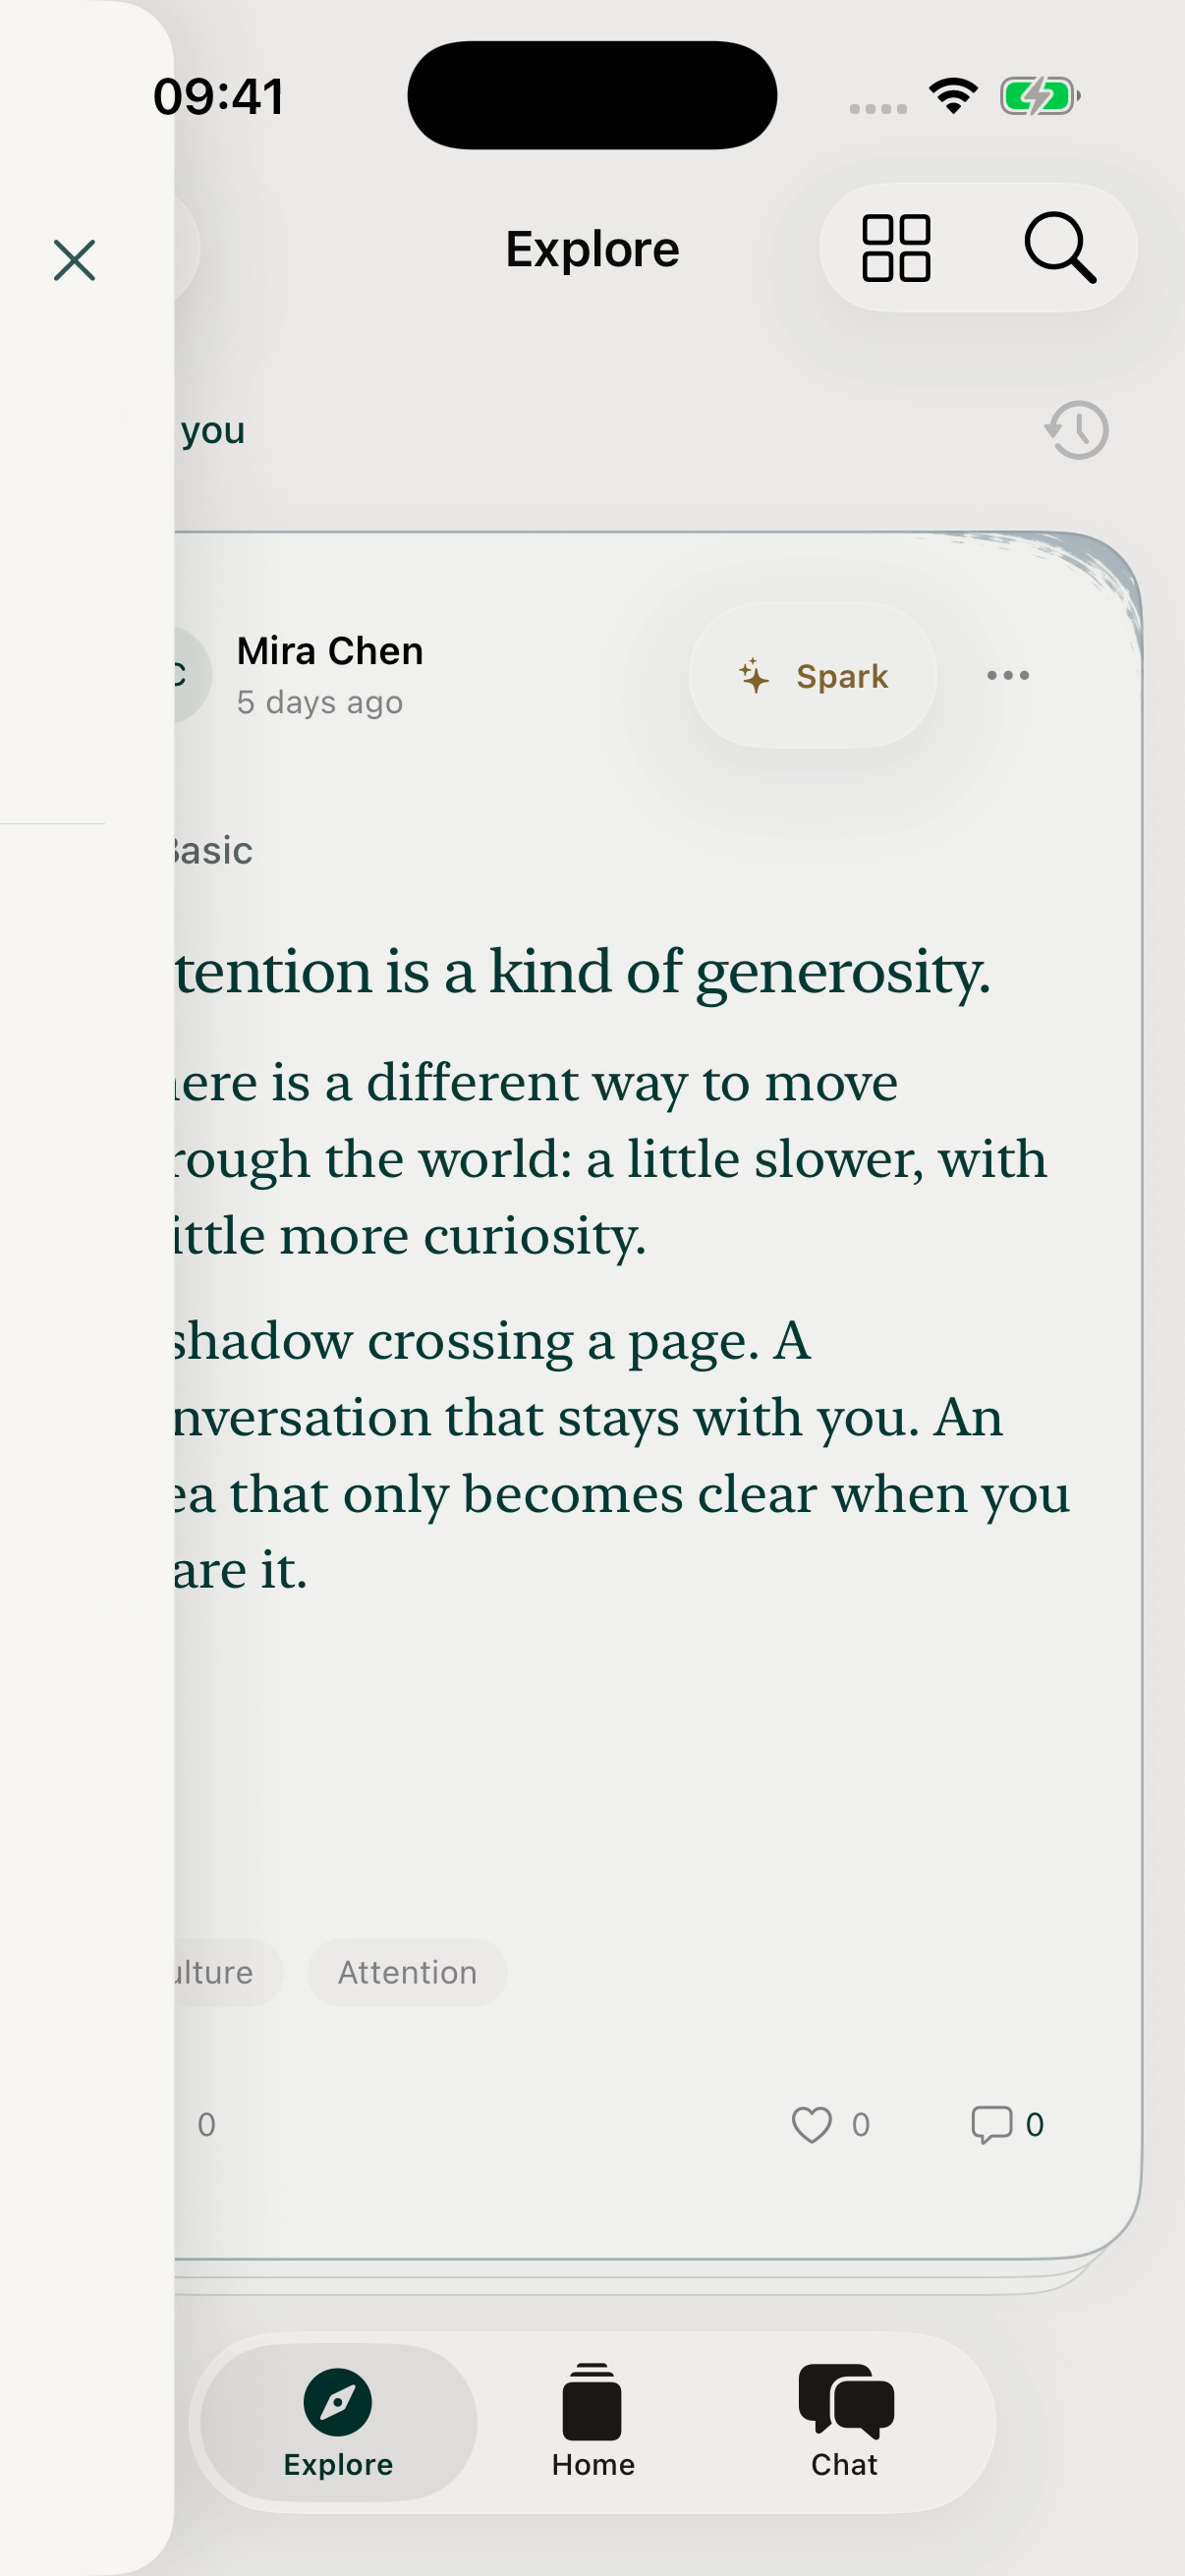 09:41
Explore
you
Mira Chen
Spark
5 days ago
Basic
tention is a kind of generosity.
ere is a different way to move
rough the world: a little slower, with
ittle more curiosity.
shadow crossing a page. A
nversation that stays with you. An
ea that only becomes clear when you
are it.
ulture
Attention
0
0
0
Explore
Home
Chat